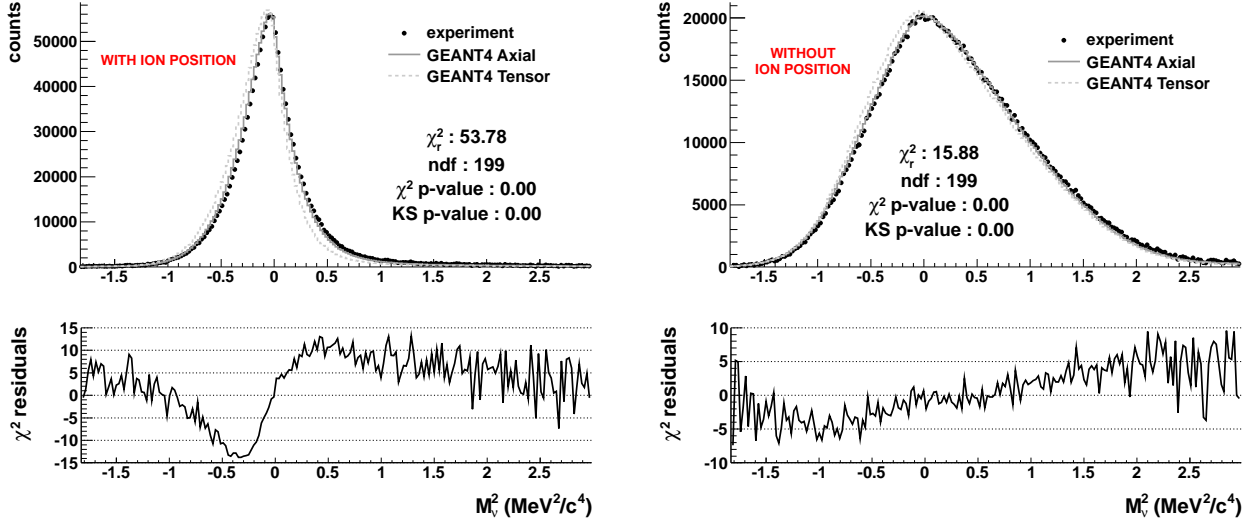 counts
50000
40000
30000
20000
10000
0
-1.5 -1 -0.5 0 0.5 1 1.5 2 2.5
WITH ION POSITION
experiment
GEANT4 Axial
GEANT4 Tensor
χ²ᵣ : 53.78
ndf : 199
χ² p-value : 0.00
KS p-value : 0.00
χ² residuals
15
10
5
0
-5
-10
-15
-1.5 -1 -0.5 0 0.5 1 1.5 2 2.5
M²ᵥ (MeV²/c⁴)
counts
20000
15000
10000
5000
0
-1.5 -1 -0.5 0 0.5 1 1.5 2 2.5
WITHOUT
ION POSITION
experiment
GEANT4 Axial
GEANT4 Tensor
χ²ᵣ : 15.88
ndf : 199
χ² p-value : 0.00
KS p-value : 0.00
χ² residuals
10
5
0
-5
-10
-1.5 -1 -0.5 0 0.5 1 1.5 2 2.5
M²ᵥ (MeV²/c⁴)